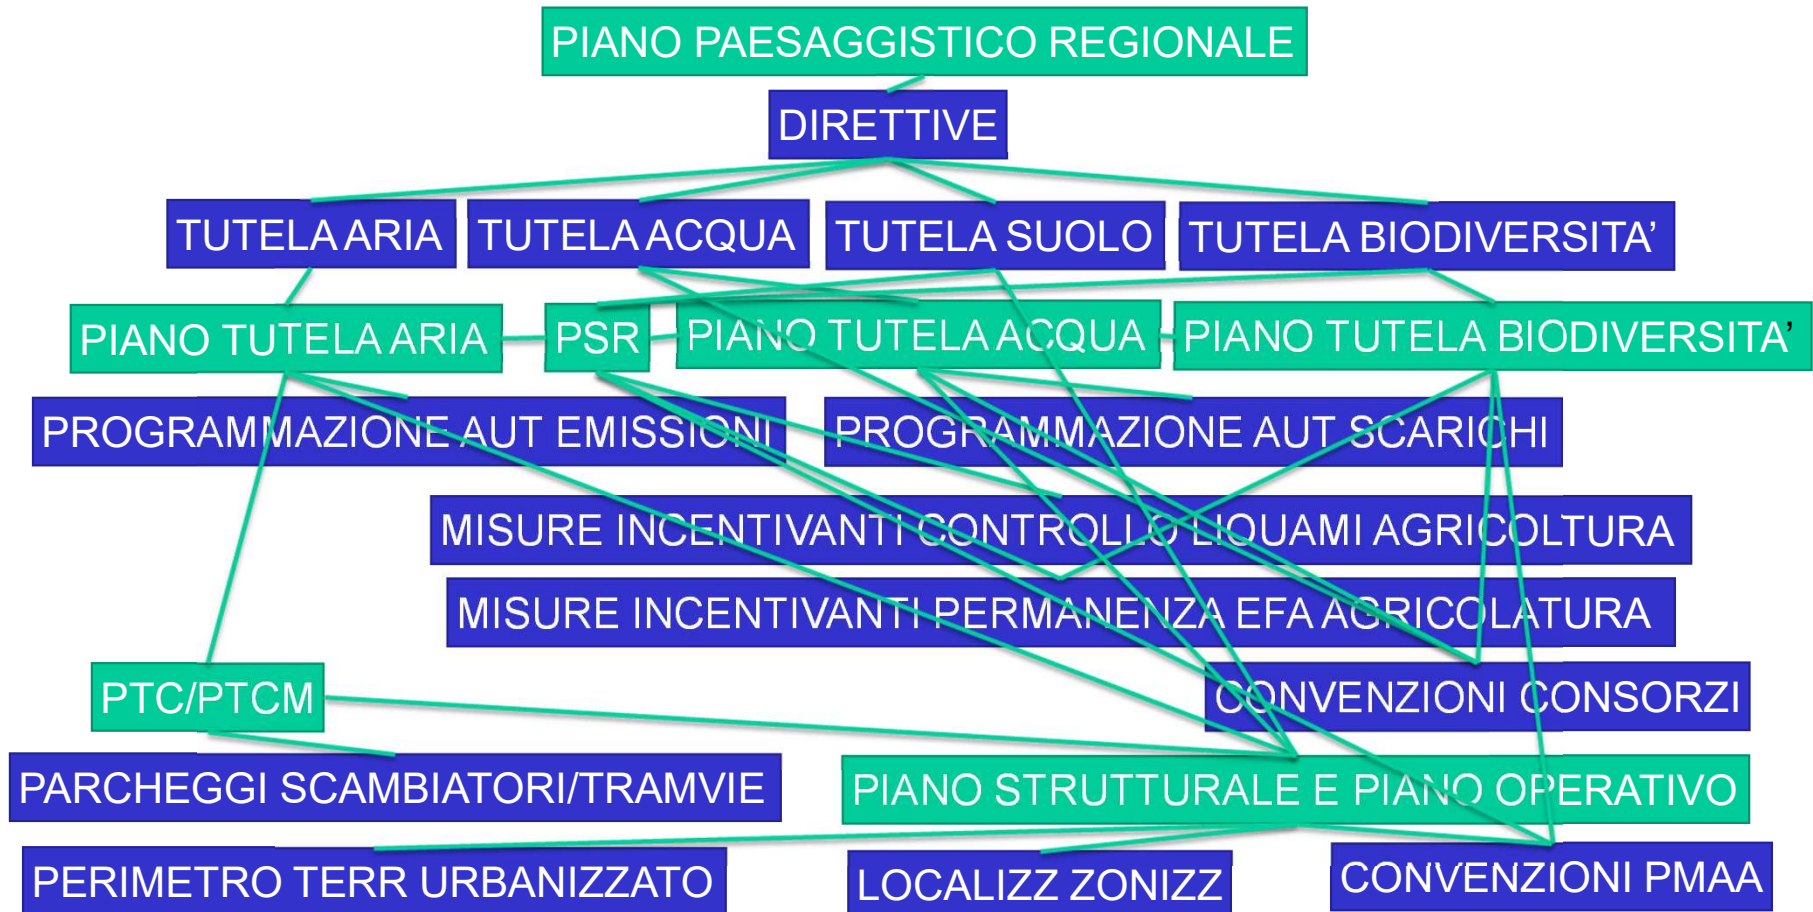 PIANO PAESAGGISTICO REGIONALE
DIRETTIVE
TUTELA ARIA
TUTELA ACQUA
TUTELA SUOLO
TUTELA BIODIVERSITA’
PIANO TUTELA ARIA
PSR
PIANO TUTELA ACQUA
PIANO TUTELA BIODIVERSITA’
PROGRAMMAZIONE AUT EMISSIONI
PROGRAMMAZIONE AUT SCARICHI
MISURE INCENTIVANTI CONTROLLO LIQUAMI AGRICOLTURA
MISURE INCENTIVANTI PERMANENZA EFA AGRICOLATURA
PTC/PTCM
CONVENZIONI CONSORZI
PARCHEGGI SCAMBIATORI/TRAMVIE
PIANO STRUTTURALE E PIANO OPERATIVO
PERIMETRO TERR URBANIZZATO
LOCALIZZ ZONIZZ
CONVENZIONI PMAA